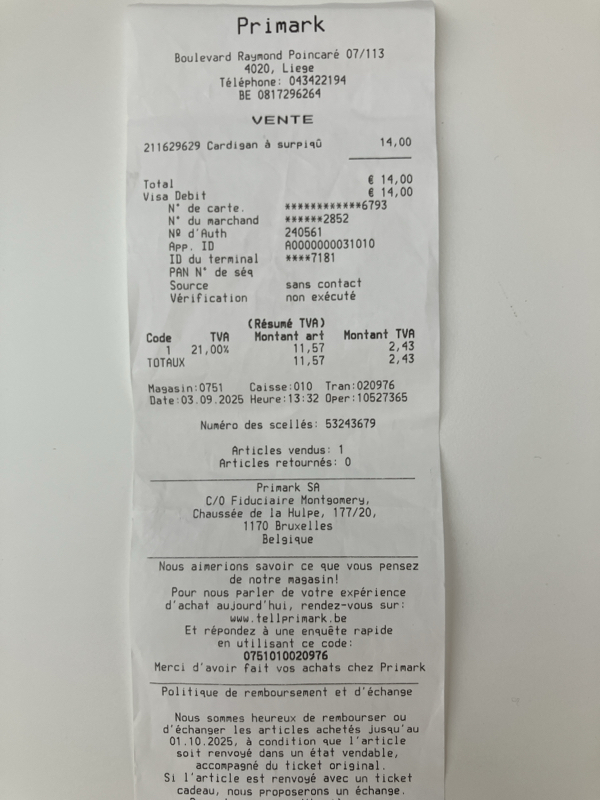 Primark
Boulevard Raymond Poincaré 07/113
4020, Liege
Téléphone: 043422194
BE 0817296264
VENTE
211629629 Cardigan à surpiqû 14,00
Total € 14,00
Visa Debit € 14,00
N° de carte. ************6793
N° du marchand ******2852
Nº d'Auth 240561
App. ID A0000000031010
ID du terminal ****7181
PAN N° de séq
Source sans contact
Vérification non exécuté
(Résumé TVA)
Code TVA Montant art Montant TVA
1 21,00% 11,57 2,43
TOTAUX 11,57 2,43
Magasin:0751 Caisse:010 Tran:020976
Date:03.09.2025 Heure:13:32 Oper:10527365
Numéro des scellés: 53243679
Articles vendus: 1
Articles retournés: 0
Primark SA
C/O Fiduciaire Montgomery,
Chaussée de la Hulpe, 177/20,
1170 Bruxelles
Belgique
Nous aimerions savoir ce que vous pensez
de notre magasin!
Pour nous parler de votre expérience
d'achat aujourd'hui, rendez-vous sur:
www.tellprimark.be
Et répondez à une enquête rapide
en utilisant ce code:
0751010020976
Merci d'avoir fait vos achats chez Primark
Politique de remboursement et d'échange
Nous sommes heureux de rembourser ou
d'échanger les articles achetés jusqu'au
01.10.2025, à condition que l'article
soit renvoyé dans un état vendable,
accompagné du ticket original.
Si l'article est renvoyé avec un ticket
cadeau, nous proposerons un échange.